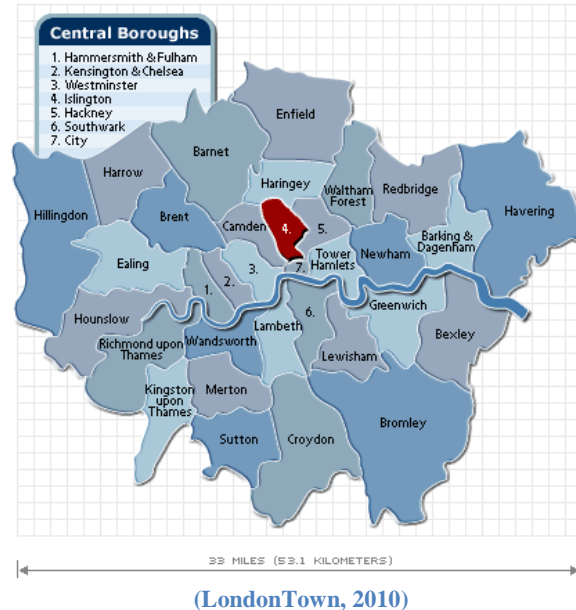 Central Boroughs
1. Hammersmith & Fulham
2. Kensington & Chelsea
3. Westminster
4. Islington
5. Hackney
6. Southwark
7. City
Enfield
Barnet
Harrow
Haringey
Waltham
Forest
Redbridge
Havering
Hillingdon
Brent
Camden
4.
5.
Barking &
Dagenham
Ealing
1.
2.
3.
7.
Tower
Hamlets
Newham
Hounslow
Richmond upon
Thames
Wandsworth
Lambeth
6.
Greenwich
Lewisham
Bexley
Kingston
upon
Thames
Merton
Sutton
Croydon
Bromley
33 MILES (53.1 KILOMETERS)
(LondonTown, 2010)